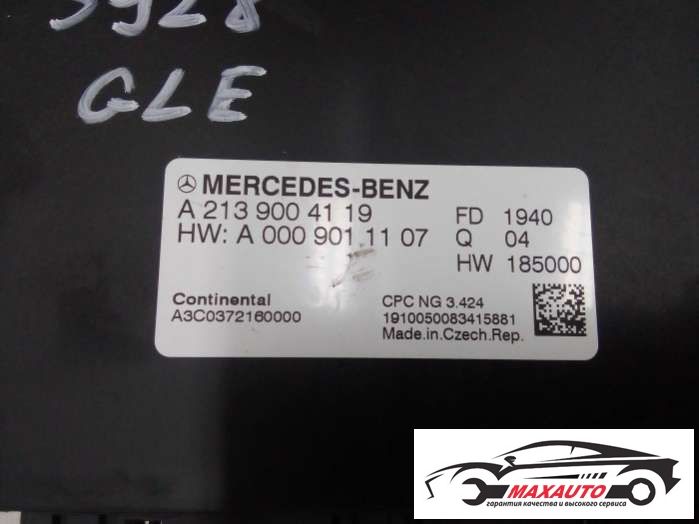 GLE
MERCEDES-BENZ
A 213 900 41 19 FD 1940
HW: A 000 901 11 07 Q 04
HW 185000
Continental CPC NG 3.424
A3C0372160000 1910050083415881
Made.in.Czech.Rep.
MAXAUTO
гарантия качества и высокого сервиса